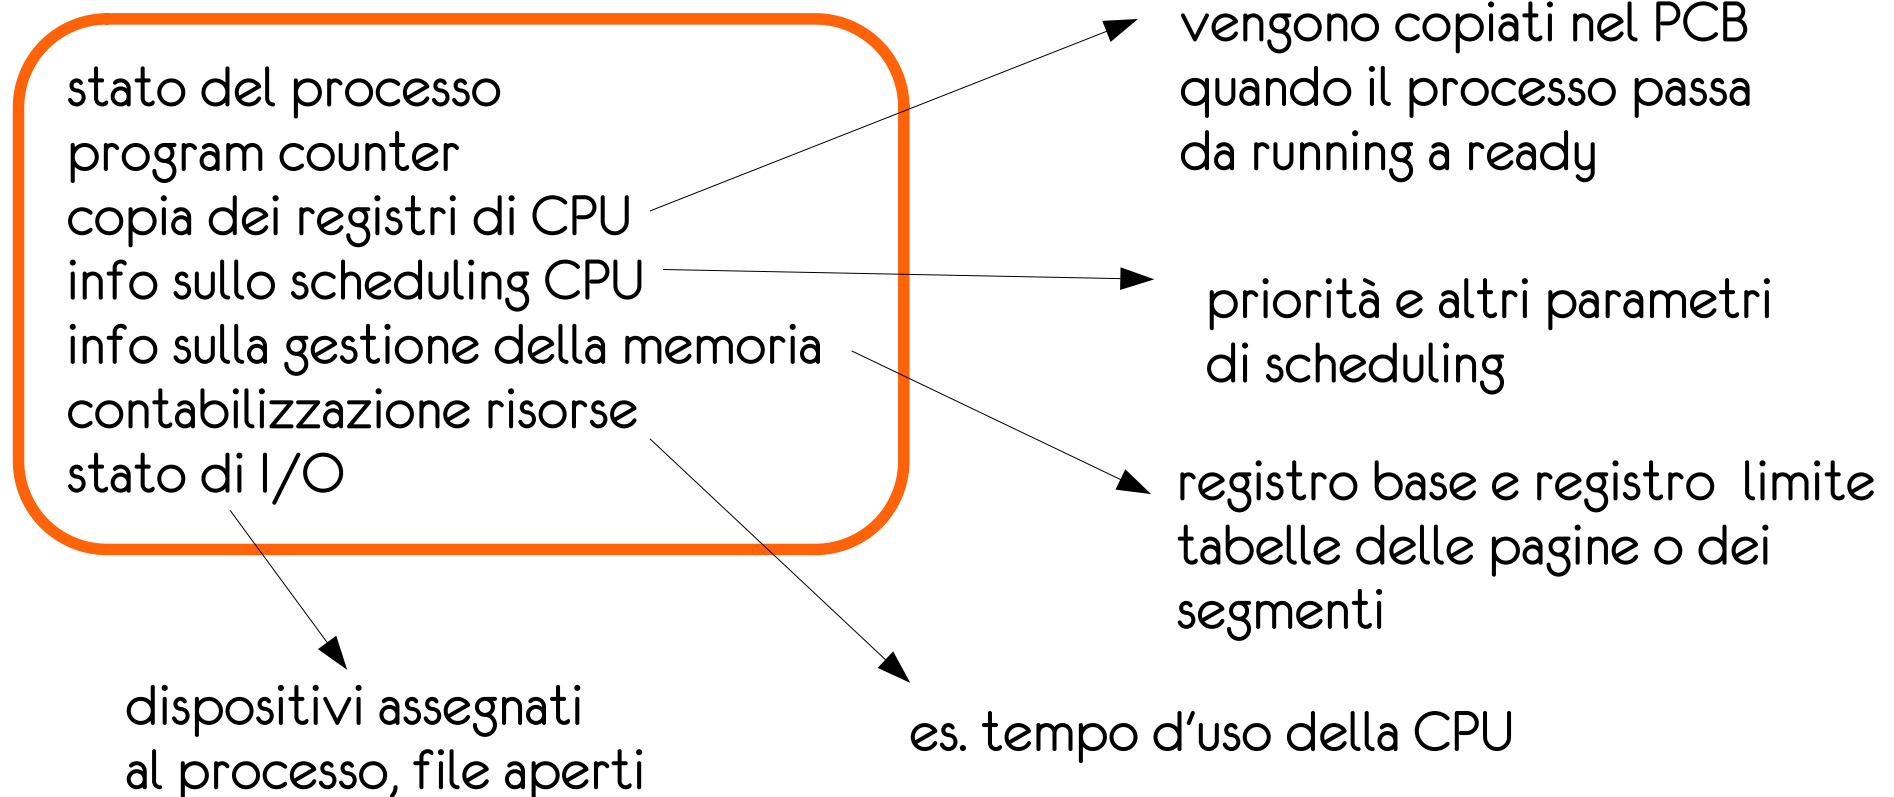 stato del processo
program counter
copia dei registri di CPU
info sullo scheduling CPU
info sulla gestione della memoria
contabilizzazione risorse
stato di I/O
vengono copiati nel PCB
quando il processo passa
da running a ready
priorità e altri parametri
di scheduling
registro base e registro limite
tabelle delle pagine o dei
segmenti
es. tempo d'uso della CPU
dispositivi assegnati
al processo, file aperti